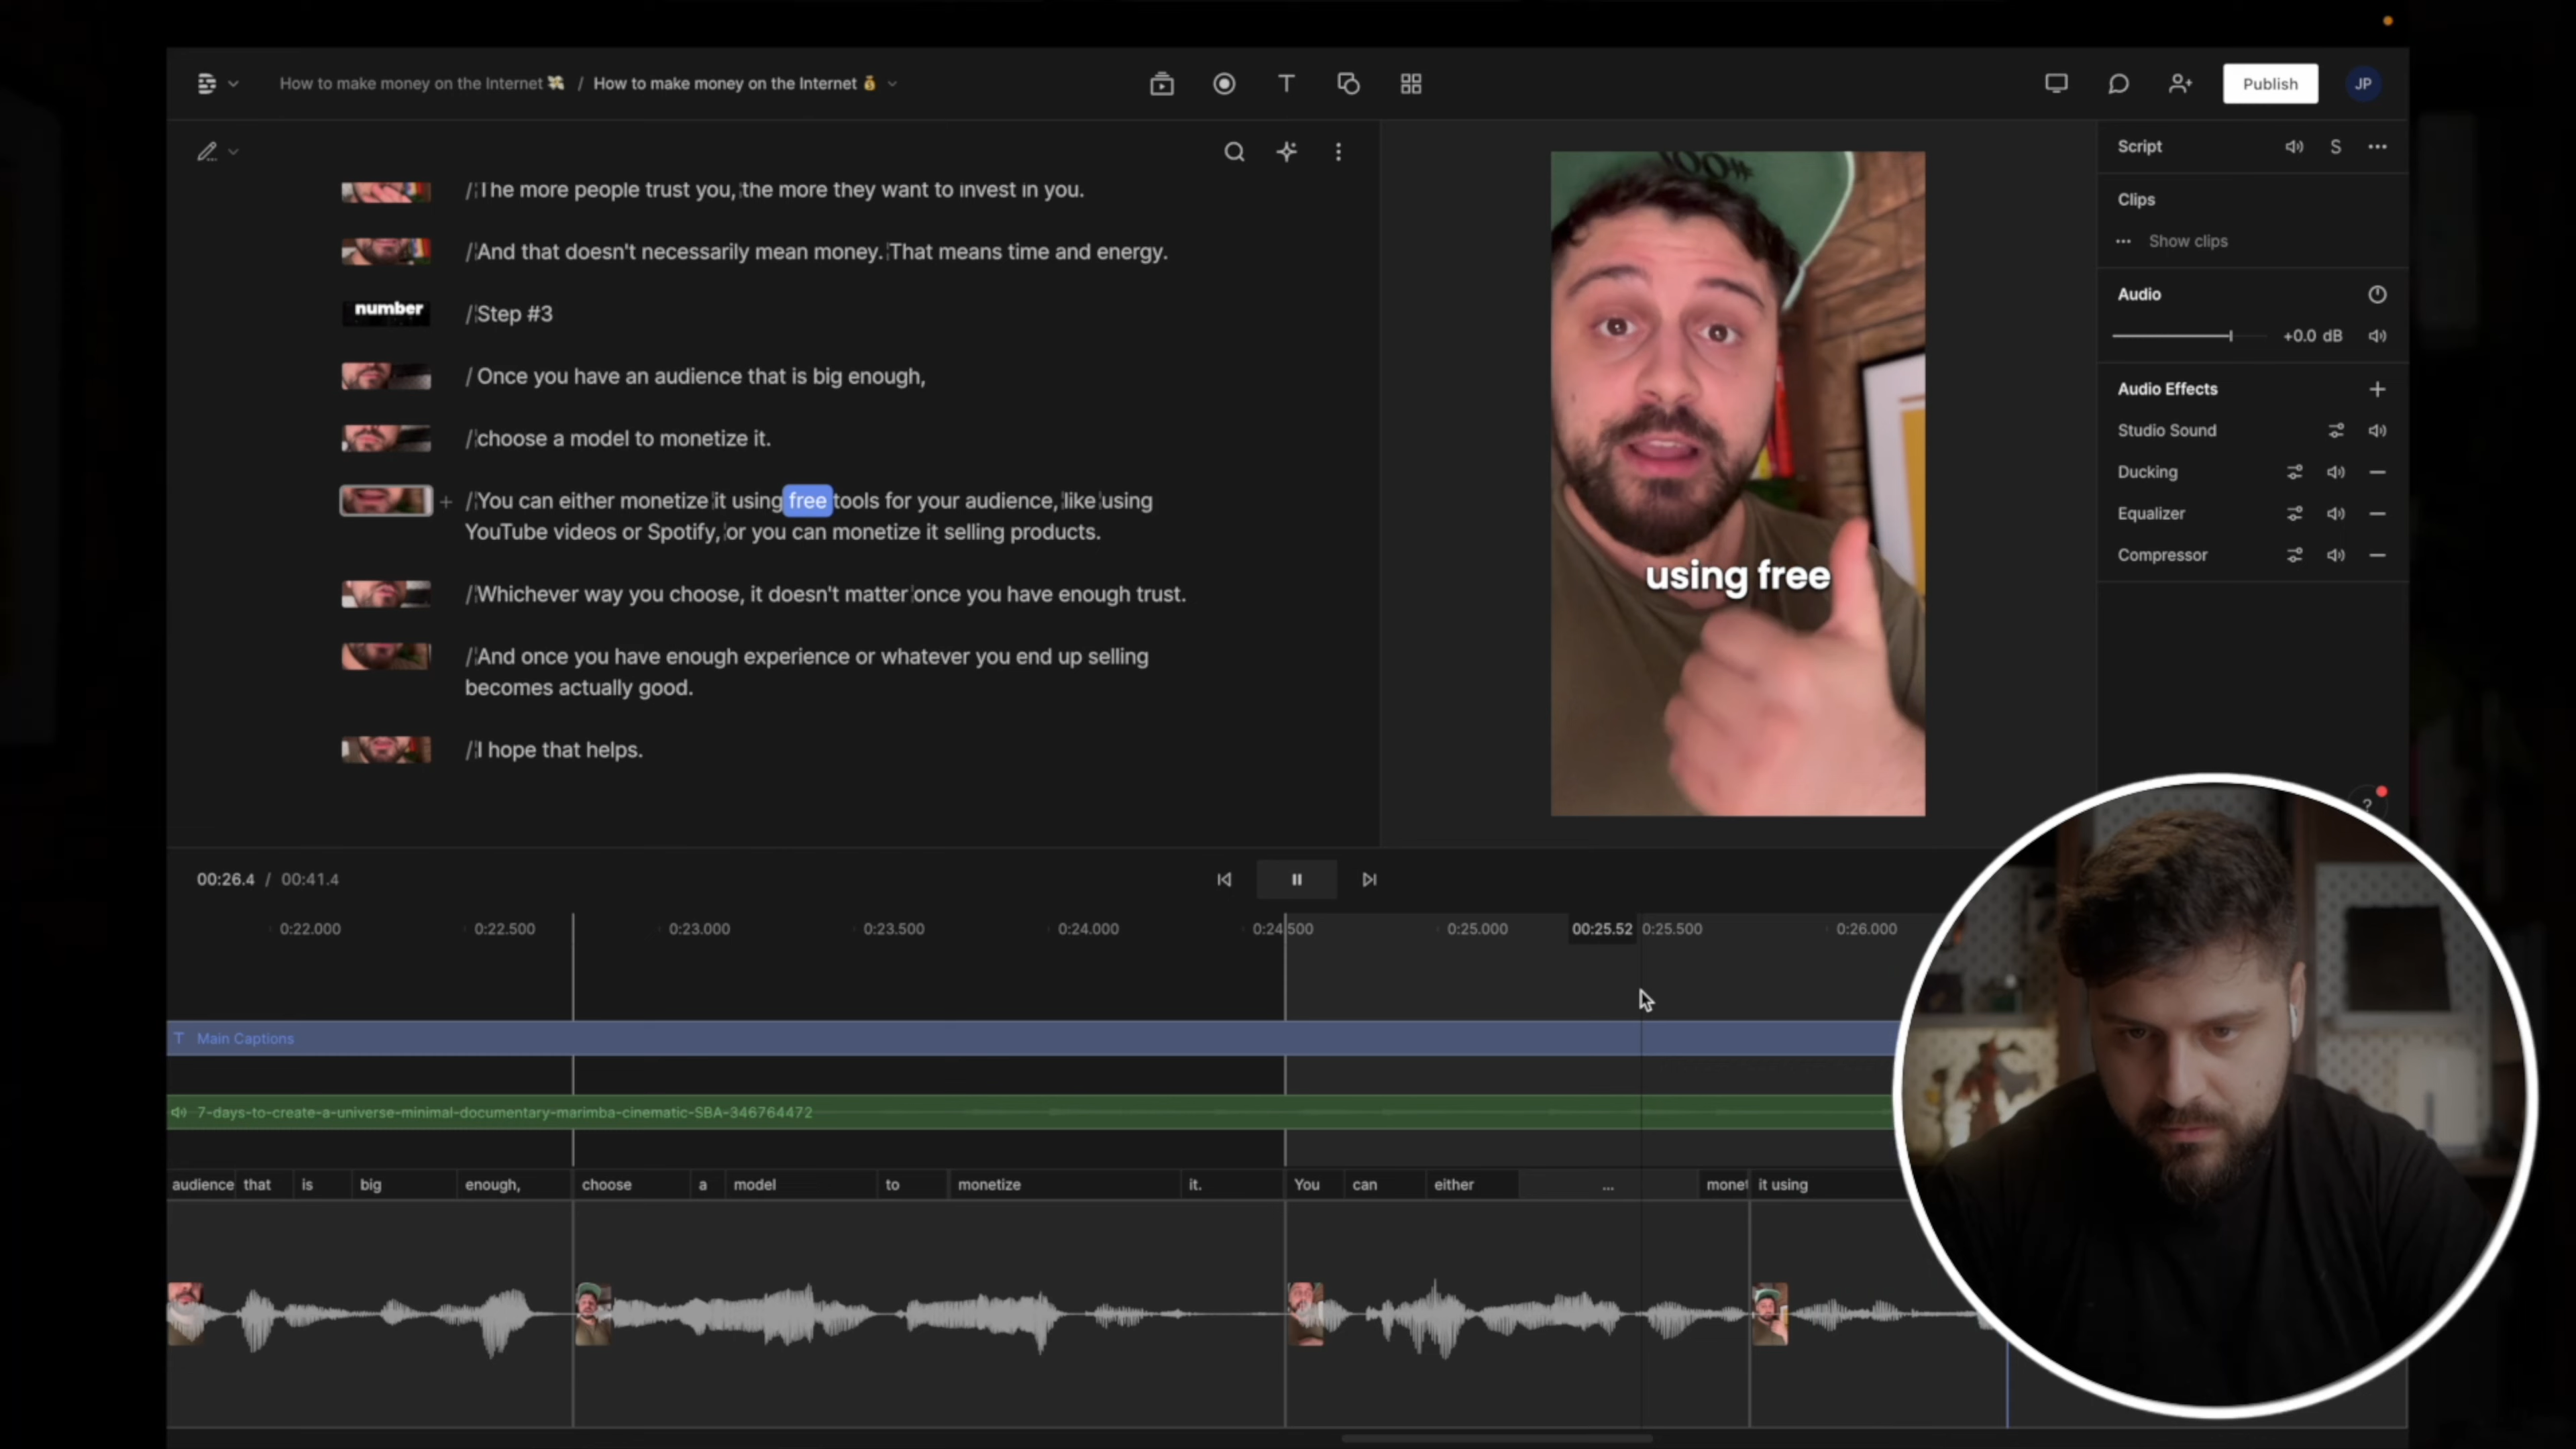 How to make money on the Internet 💸 / How to make money on the Internet 💰
Publish
JP
/ The more people trust you, the more they want to invest in you.
/ And that doesn't necessarily mean money. That means time and energy.
number
/ Step #3
/ Once you have an audience that is big enough,
/ choose a model to monetize it.
/ You can either monetize it using free tools for your audience, like using
YouTube videos or Spotify, or you can monetize it selling products.
/ Whichever way you choose, it doesn't matter once you have enough trust.
/ And once you have enough experience or whatever you end up selling
becomes actually good.
/ I hope that helps.
using free
Script
S
Clips
Show clips
Audio
+0.0 dB
Audio Effects
Studio Sound
Ducking
Equalizer
Compressor
?
00:26.4 / 00:41.4
0:22.000 0:22.500 0:23.000 0:23.500 0:24.000 0:24.500 0:25.000 00:25.52 0:25.500 0:26.000
T Main Captions
7-days-to-create-a-universe-minimal-documentary-marimba-cinematic-SBA-346764472
audience that is big enough, choose a model to monetize it. You can either ... monet it using